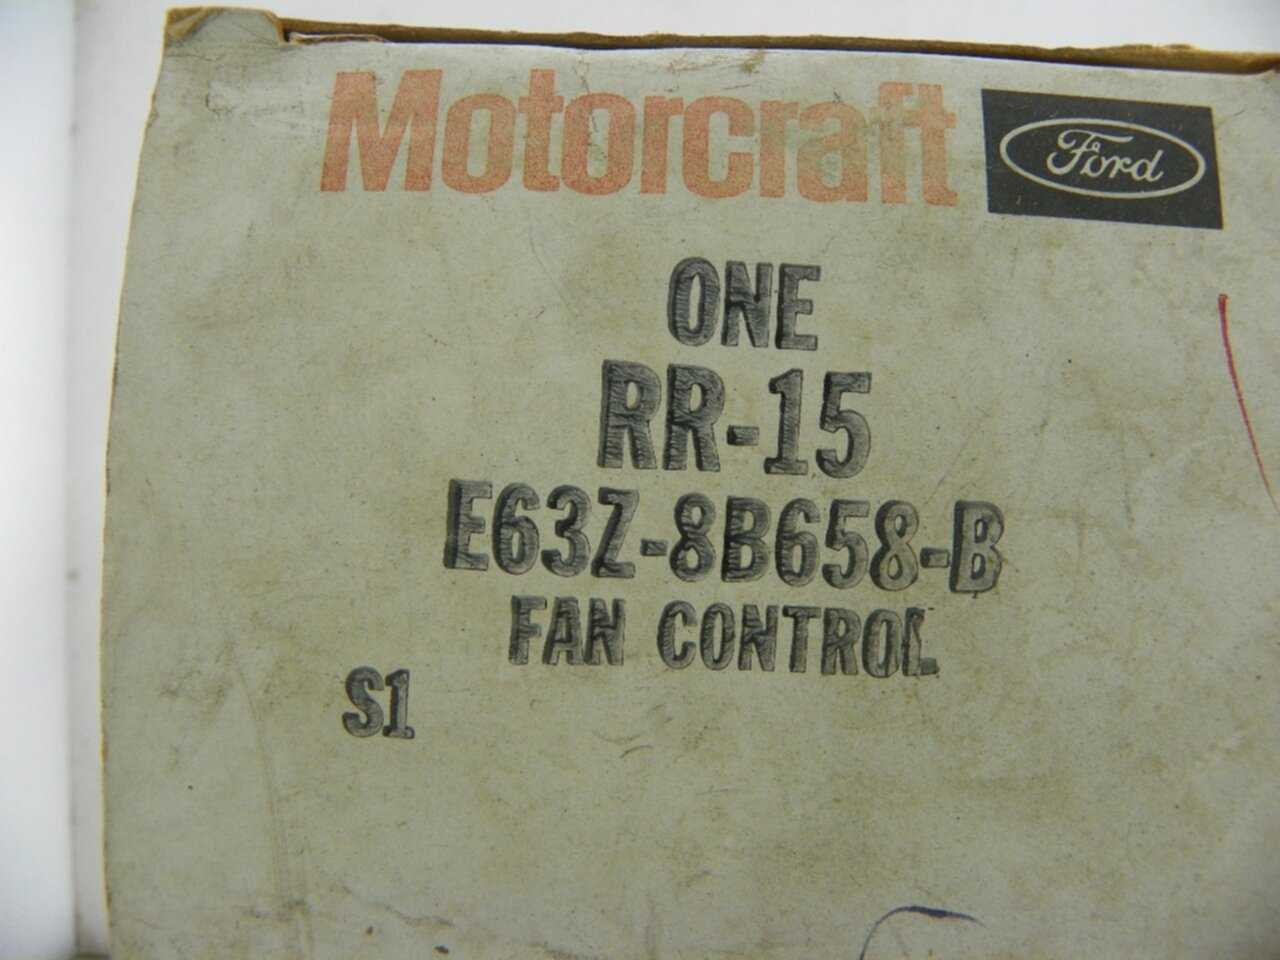 Motorcraft Ford
ONE
RR-15
E63Z-8B658-B
FAN CONTROL
S1